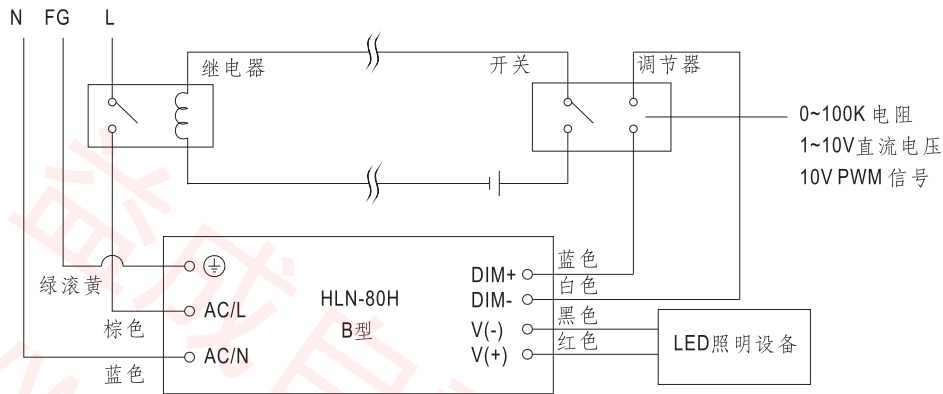 N FG L
继电器
开关
调节器
0~100K 电阻
1~10V直流电压
10V PWM 信号
绿滚黄
棕色
蓝色
AC/L
AC/N
HLN-80H
B型
DIM+
DIM-
V(-)
V(+)
蓝色
白色
黑色
红色
LED照明设备